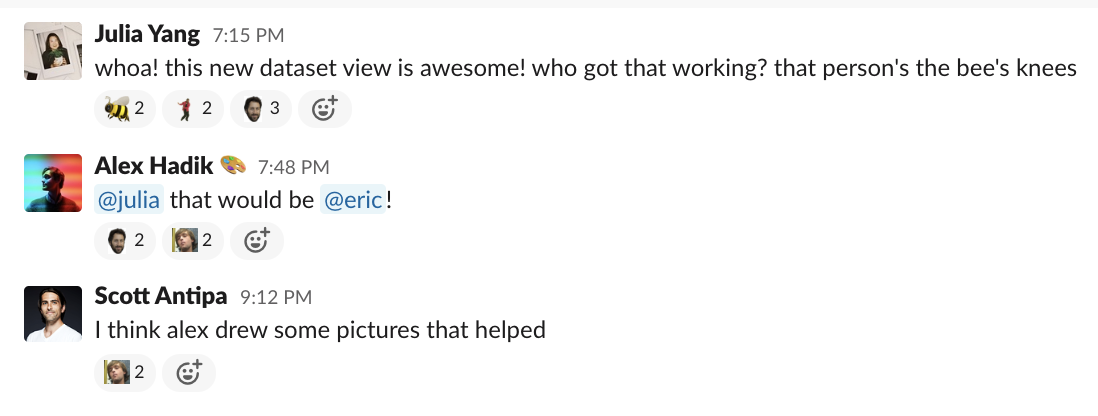 Julia Yang 7:15 PM
whoa! this new dataset view is awesome! who got that working? that person's the bee's knees
2 2 3
Alex Hadik 7:48 PM
@julia that would be @eric!
2 2
Scott Antipa 9:12 PM
I think alex drew some pictures that helped
2